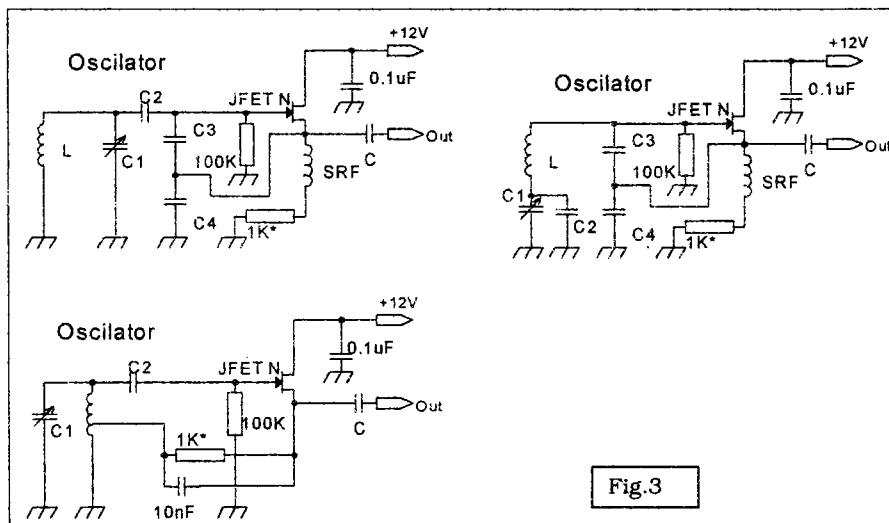 Oscilator
+12V
0.1uF
C2
JFET N
C3
L
C1
100K
C
Out
SRF
C4
1K*
Oscilator
+12V
0.1uF
JFET N
C3
L
100K
C
Out
SRF
C1
C2
C4
1K*
Oscilator
+12V
0.1uF
C2
JFET N
C1
100K
C
Out
1K*
10nF
Fig.3